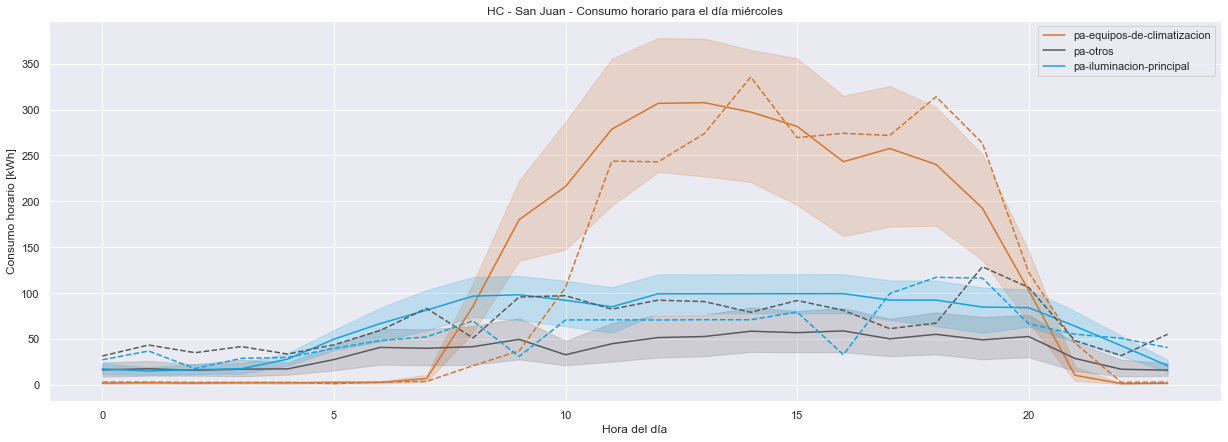 HC - San Juan - Consumo horario para el día miércoles
pa-equipos-de-climatizacion
pa-otros
pa-iluminacion-principal
Consumo horario [kWh]
350
300
250
200
150
100
50
0
0 5 10 15 20
Hora del día